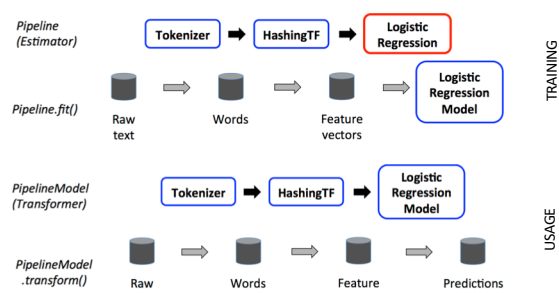 Pipeline
(Estimator)
Tokenizer
HashingTF
Logistic
Regression
Pipeline.fit()
Raw
text
Words
Feature
vectors
Logistic
Regression
Model
TRAINING
PipelineModel
(Transformer)
Tokenizer
HashingTF
Logistic
Regression
Model
PipelineModel
.transform()
Raw
Words
Feature
Predictions
USAGE